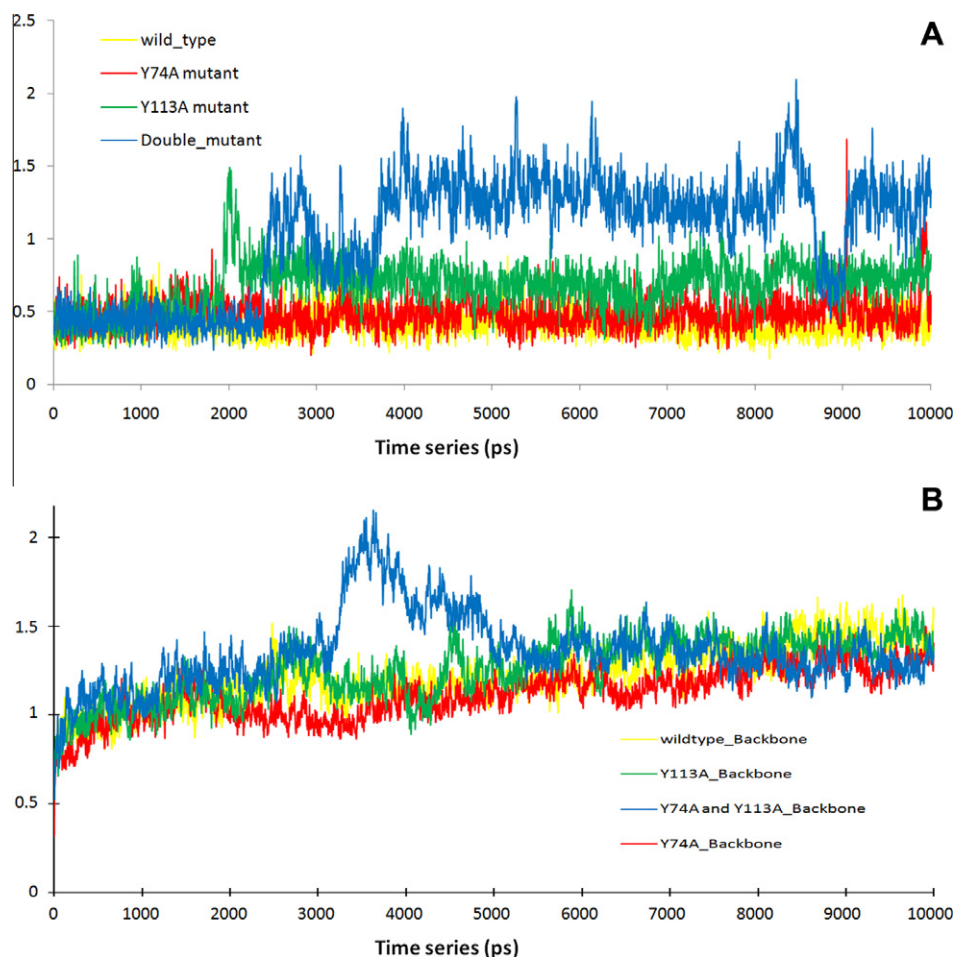 A
2.5
wild_type
Y74A mutant
Y113A mutant
Double_mutant
2
1.5
1
0.5
0
0 1000 2000 3000 4000 5000 6000 7000 8000 9000 10000
Time series (ps)
B
2
1.5
1
0.5
0
wildtype_Backbone
Y113A_Backbone
Y74A and Y113A_Backbone
Y74A_Backbone
0 1000 2000 3000 4000 5000 6000 7000 8000 9000 10000
Time series (ps)